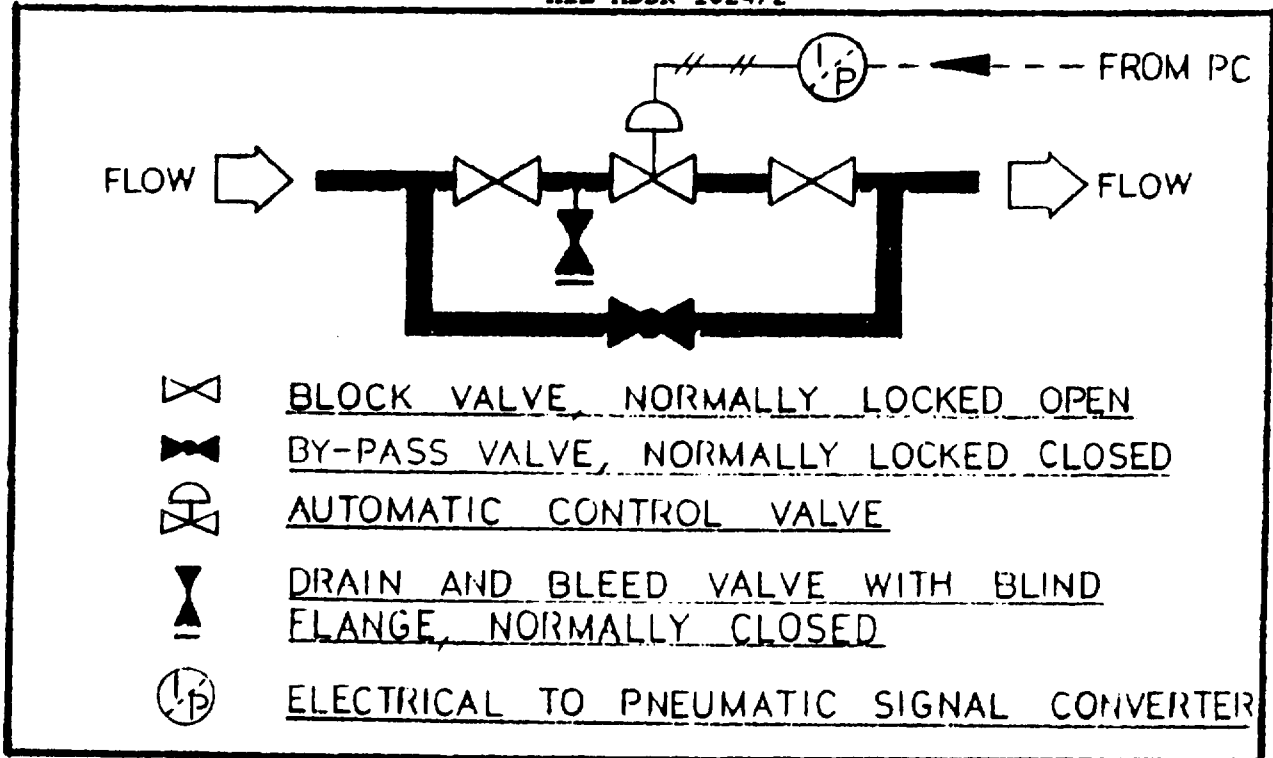 I/P
FROM PC
FLOW
FLOW
BLOCK VALVE, NORMALLY LOCKED OPEN
BY-PASS VALVE, NORMALLY LOCKED CLOSED
AUTOMATIC CONTROL VALVE
DRAIN AND BLEED VALVE WITH BLIND
FLANGE, NORMALLY CLOSED
I/P
ELECTRICAL TO PNEUMATIC SIGNAL CONVERTER